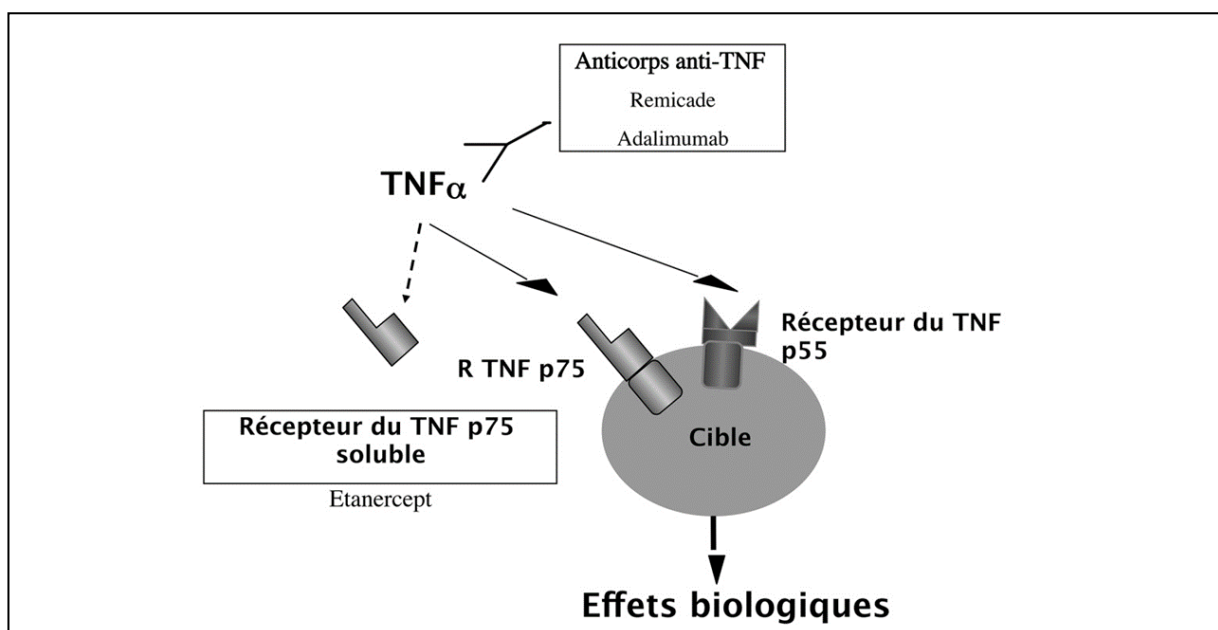 Anticorps anti-TNF
Remicade
Adalimumab
TNFα
Récepteur du TNF
p55
R TNF p75
Récepteur du TNF p75
soluble
Etanercept
Cible
Effets biologiques